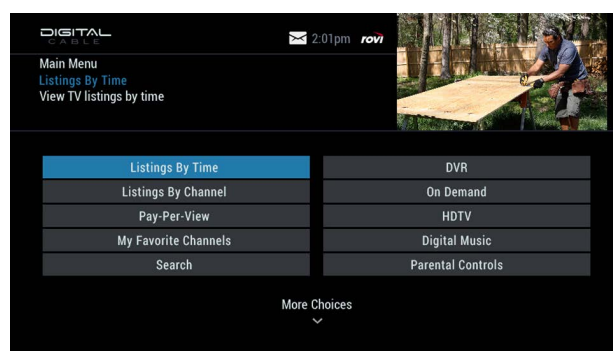 DIGITAL
CABLE
2:01pm rovi
Main Menu
Listings By Time
View TV listings by time
Listings By Time
DVR
Listings By Channel
On Demand
Pay-Per-View
HDTV
My Favorite Channels
Digital Music
Search
Parental Controls
More Choices